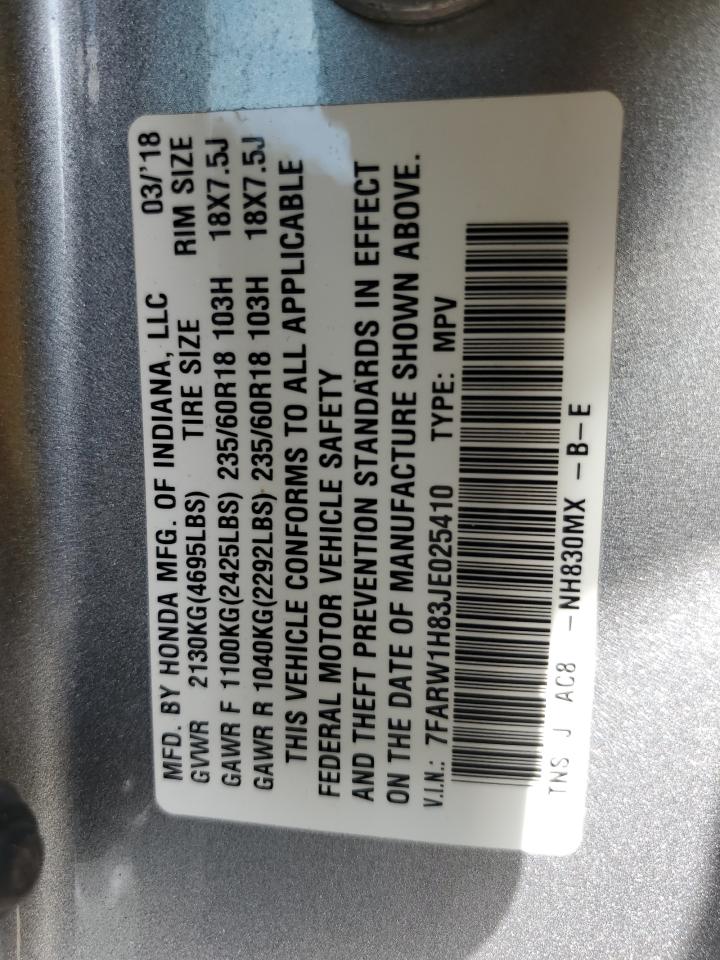 MFD. BY HONDA MFG. OF INDIANA, LLC 03/'18
GVWR 2130KG(4695LBS) TIRE SIZE RIM SIZE
GAWR F 1100KG(2425LBS) 235/60R18 103H 18X7.5J
GAWR R 1040KG(2292LBS) 235/60R18 103H 18X7.5J
THIS VEHICLE CONFORMS TO ALL APPLICABLE
FEDERAL MOTOR VEHICLE SAFETY
AND THEFT PREVENTION STANDARDS IN EFFECT
ON THE DATE OF MANUFACTURE SHOWN ABOVE.
V.I.N.: 7FARW1H83JE025410 TYPE: MPV
TNS J AC8 -NH830MX -B-E